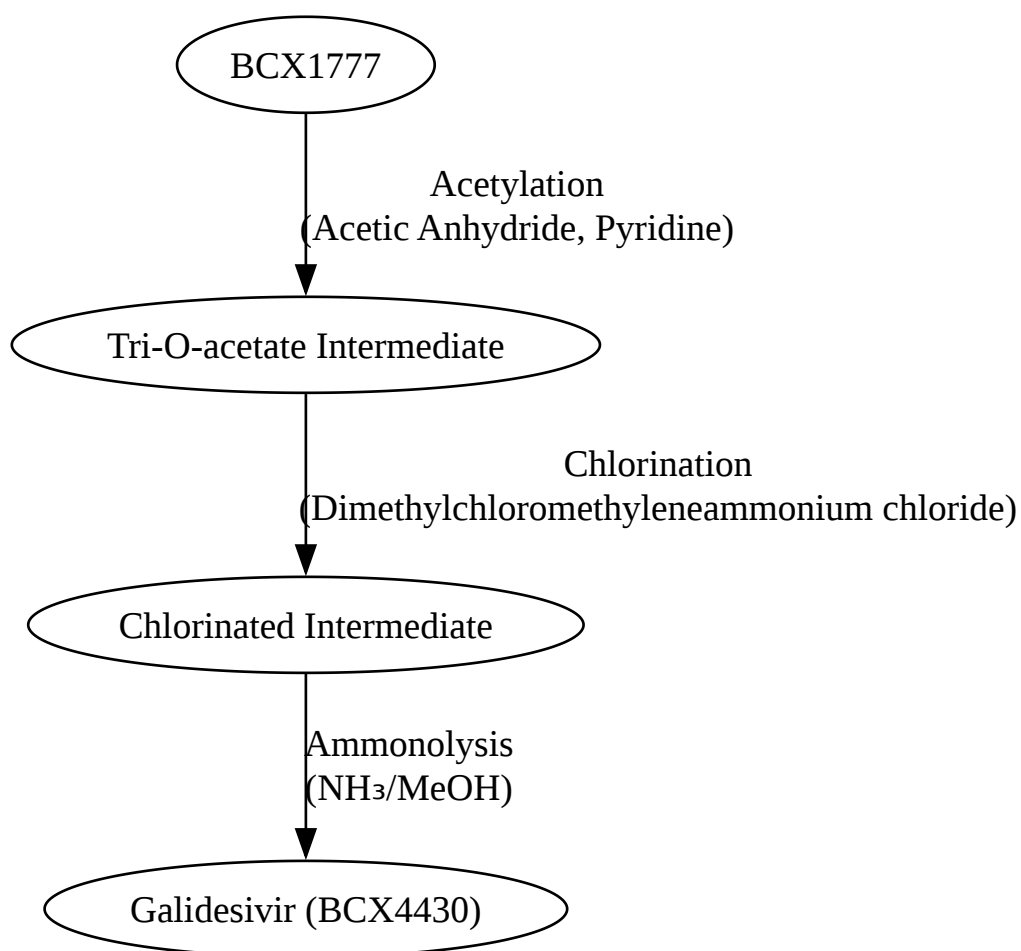 BCX1777
Acetylation
(Acetic Anhydride, Pyridine)
Tri-O-acetate Intermediate
Chlorination
(Dimethylchloromethyleneammonium chloride)
Chlorinated Intermediate
Ammonolysis
(NH₃/MeOH)
Galidesivir (BCX4430)